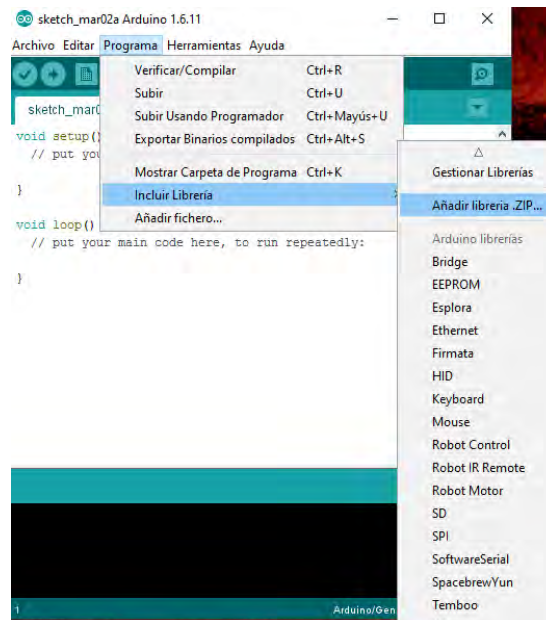 sketch_mar02a Arduino 1.6.11
Archivo Editar Programa Herramientas Ayuda
Verificar/Compilar Ctrl+R
Subir Ctrl+U
Subir Usando Programador Ctrl+Mayús+U
Exportar Binarios compilados Ctrl+Alt+S
Mostrar Carpeta de Programa Ctrl+K
Incluir Librería
Añadir fichero...
sketch_mar0
void setup()
// put you
}
void loop()
// put your main code here, to run repeatedly:
}
Gestionar Librerías
Añadir libreria .ZIP...
Arduino librerías
Bridge
EEPROM
Esplora
Ethernet
Firmata
HID
Keyboard
Mouse
Robot Control
Robot IR Remote
Robot Motor
SD
SPI
SoftwareSerial
SpacebrewYun
Temboo
1
Arduino/Gen